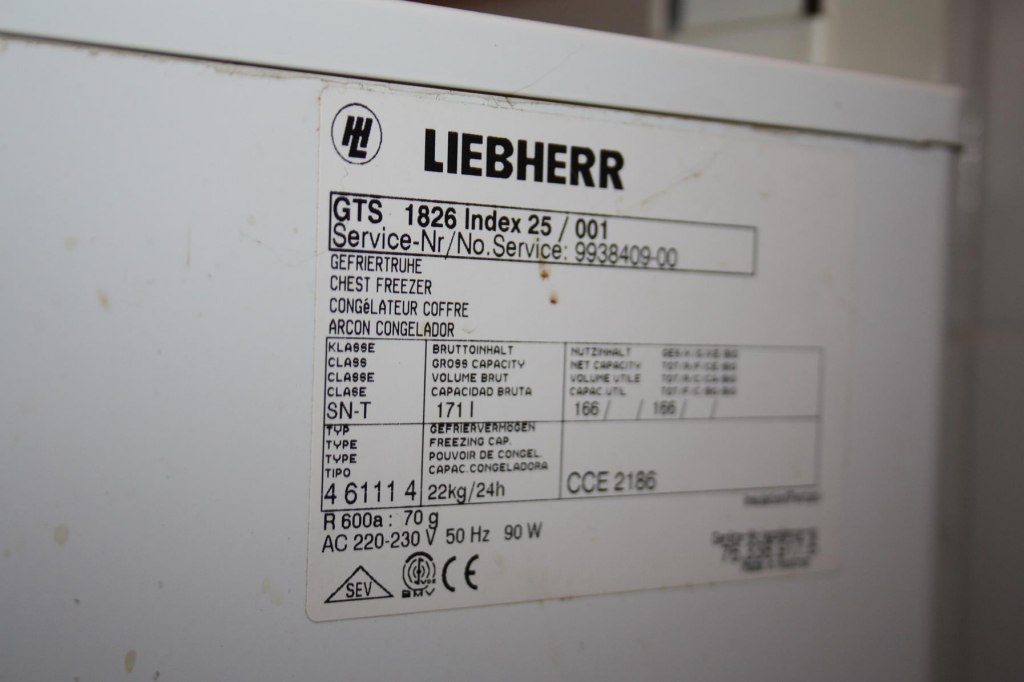 HL LIEBHERR
GTS 1826 Index 25 / 001
Service-Nr/No.Service: 9938409-00
GEFRIERTRUHE
CHEST FREEZER
CONGéLATEUR COFFRE
ARCON CONGELADOR
KLASSE BRUTTOINHALT NUTZINHALT
CLASS GROSS CAPACITY NET CAPACITY
CLASSE VOLUME BRUT VOLUME UTILE
CLASE CAPACIDAD BRUTA CAPAC.UTIL
SN-T 171 l 166 / / 166 / /
TYP GEFRIERVERMÖGEN
TYPE FREEZING CAP.
TYPE POUVOIR DE CONGEL.
TIPO CAPAC.CONGELADORA
4 6111 4 22kg/24h CCE 2186
R 600a : 70 g
AC 220-230 V 50 Hz 90 W
SEV VDE EMV CE